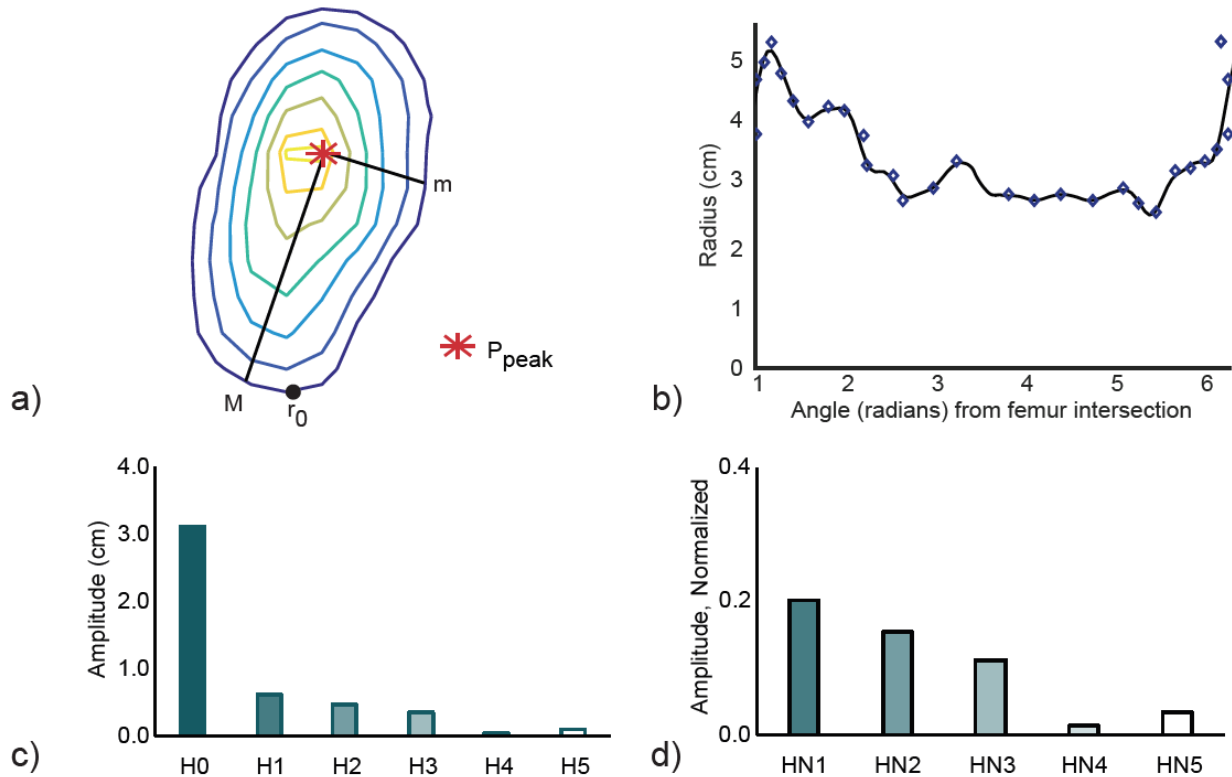 a)
m
M
r0
Ppeak
b)
Radius (cm)
5
4
3
2
1
0
1 2 3 4 5 6
Angle (radians) from femur intersection
c)
Amplitude (cm)
4.0
3.0
2.0
1.0
0.0
H0 H1 H2 H3 H4 H5
d)
Amplitude, Normalized
0.4
0.2
0.0
HN1 HN2 HN3 HN4 HN5